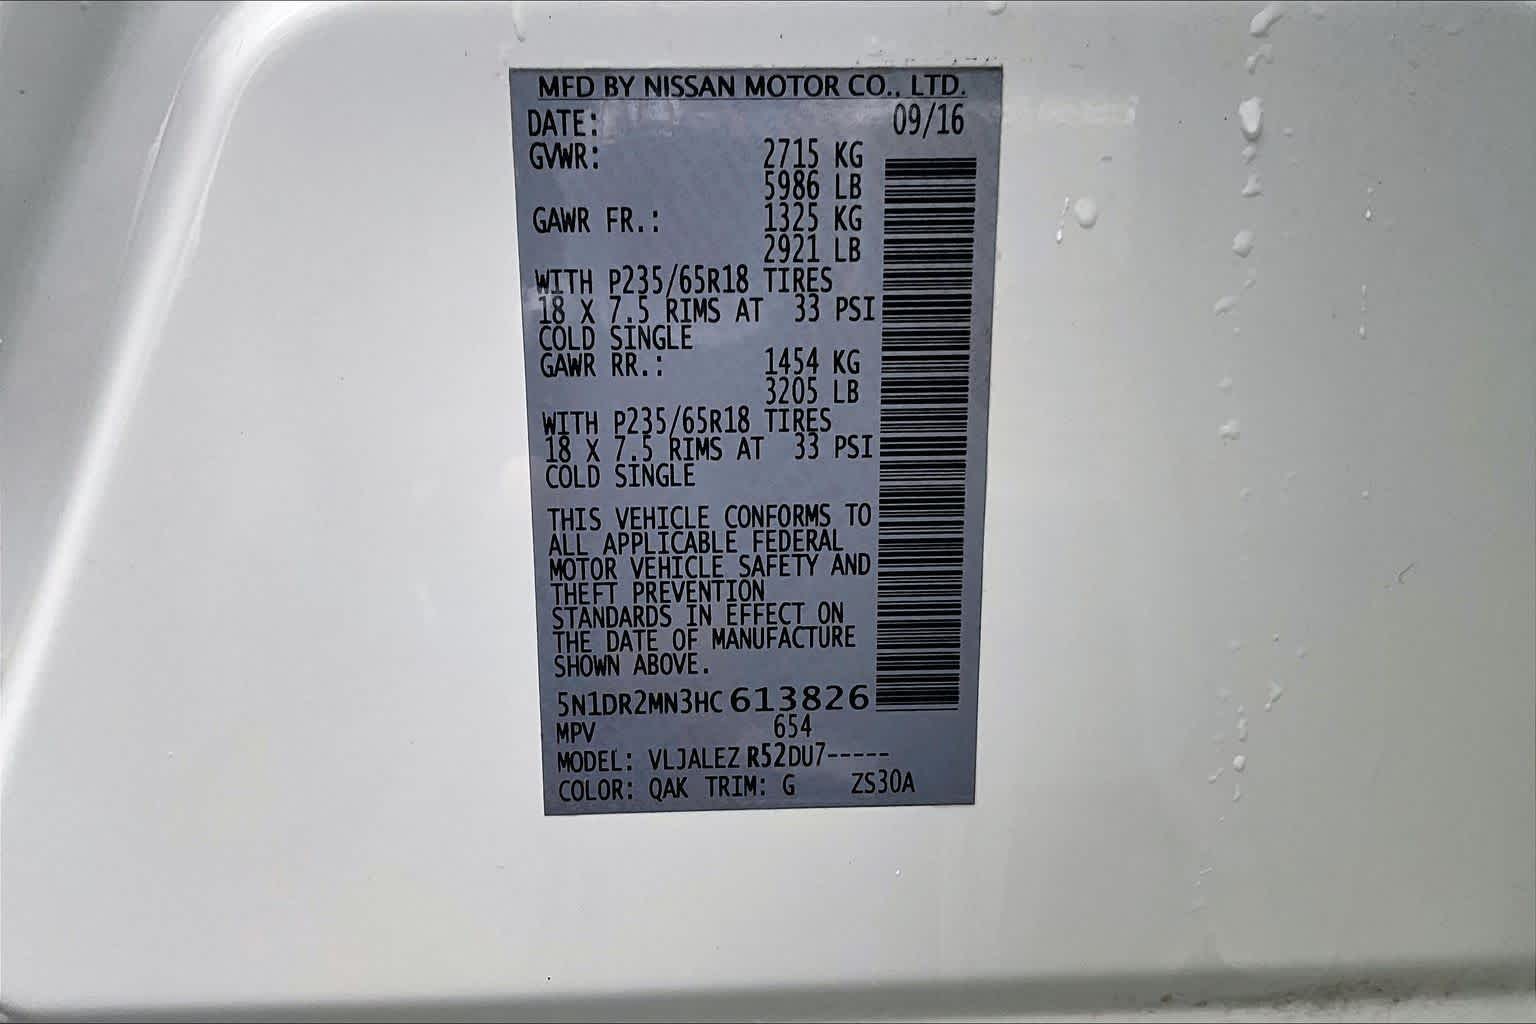 MFD BY NISSAN MOTOR CO., LTD.
DATE: 09/16
GVWR: 2715 KG
5986 LB
GAWR FR.: 1325 KG
2921 LB
WITH P235/65R18 TIRES
18 X 7.5 RIMS AT 33 PSI
COLD SINGLE
GAWR RR.: 1454 KG
3205 LB
WITH P235/65R18 TIRES
18 X 7.5 RIMS AT 33 PSI
COLD SINGLE
THIS VEHICLE CONFORMS TO
ALL APPLICABLE FEDERAL
MOTOR VEHICLE SAFETY AND
THEFT PREVENTION
STANDARDS IN EFFECT ON
THE DATE OF MANUFACTURE
SHOWN ABOVE.
5N1DR2MN3HC613826
MPV 654
MODEL: VLJALEZ R52DU7-----
COLOR: QAK TRIM: G ZS30A